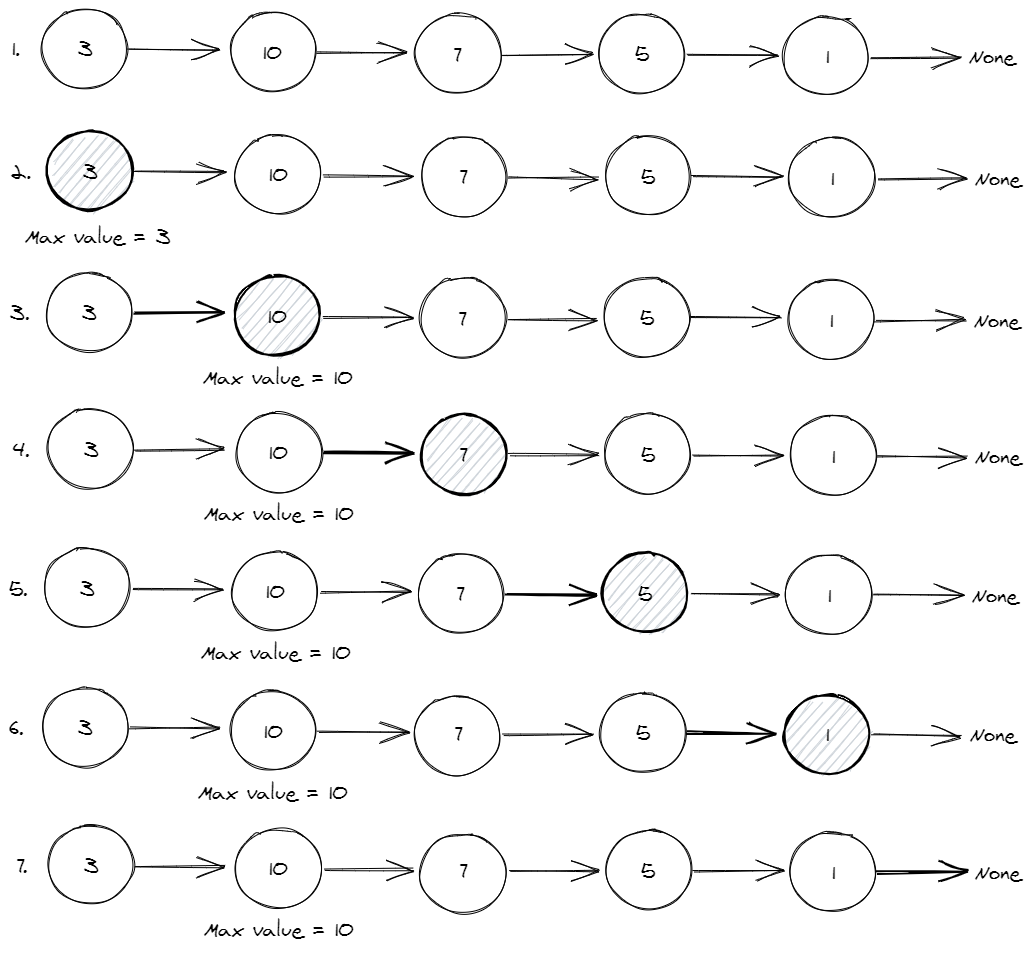 1. 3 10 7 5 1 None
2. 3 10 7 5 1 None
Max value = 3
3. 3 10 7 5 1 None
Max value = 10
4. 3 10 7 5 1 None
Max value = 10
5. 3 10 7 5 1 None
Max value = 10
6. 3 10 7 5 1 None
Max value = 10
7. 3 10 7 5 1 None
Max value = 10